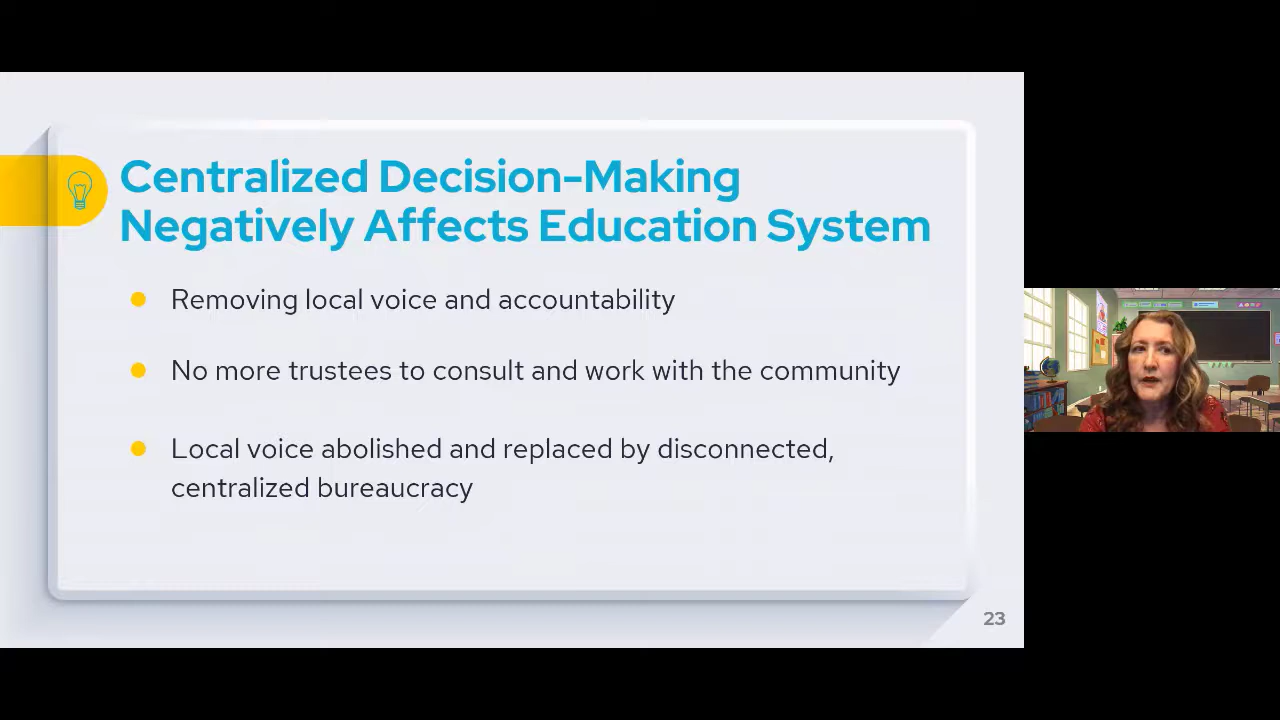 Centralized Decision-Making
Negatively Affects Education System
Removing local voice and accountability
No more trustees to consult and work with the community
Local voice abolished and replaced by disconnected,
centralized bureaucracy
23